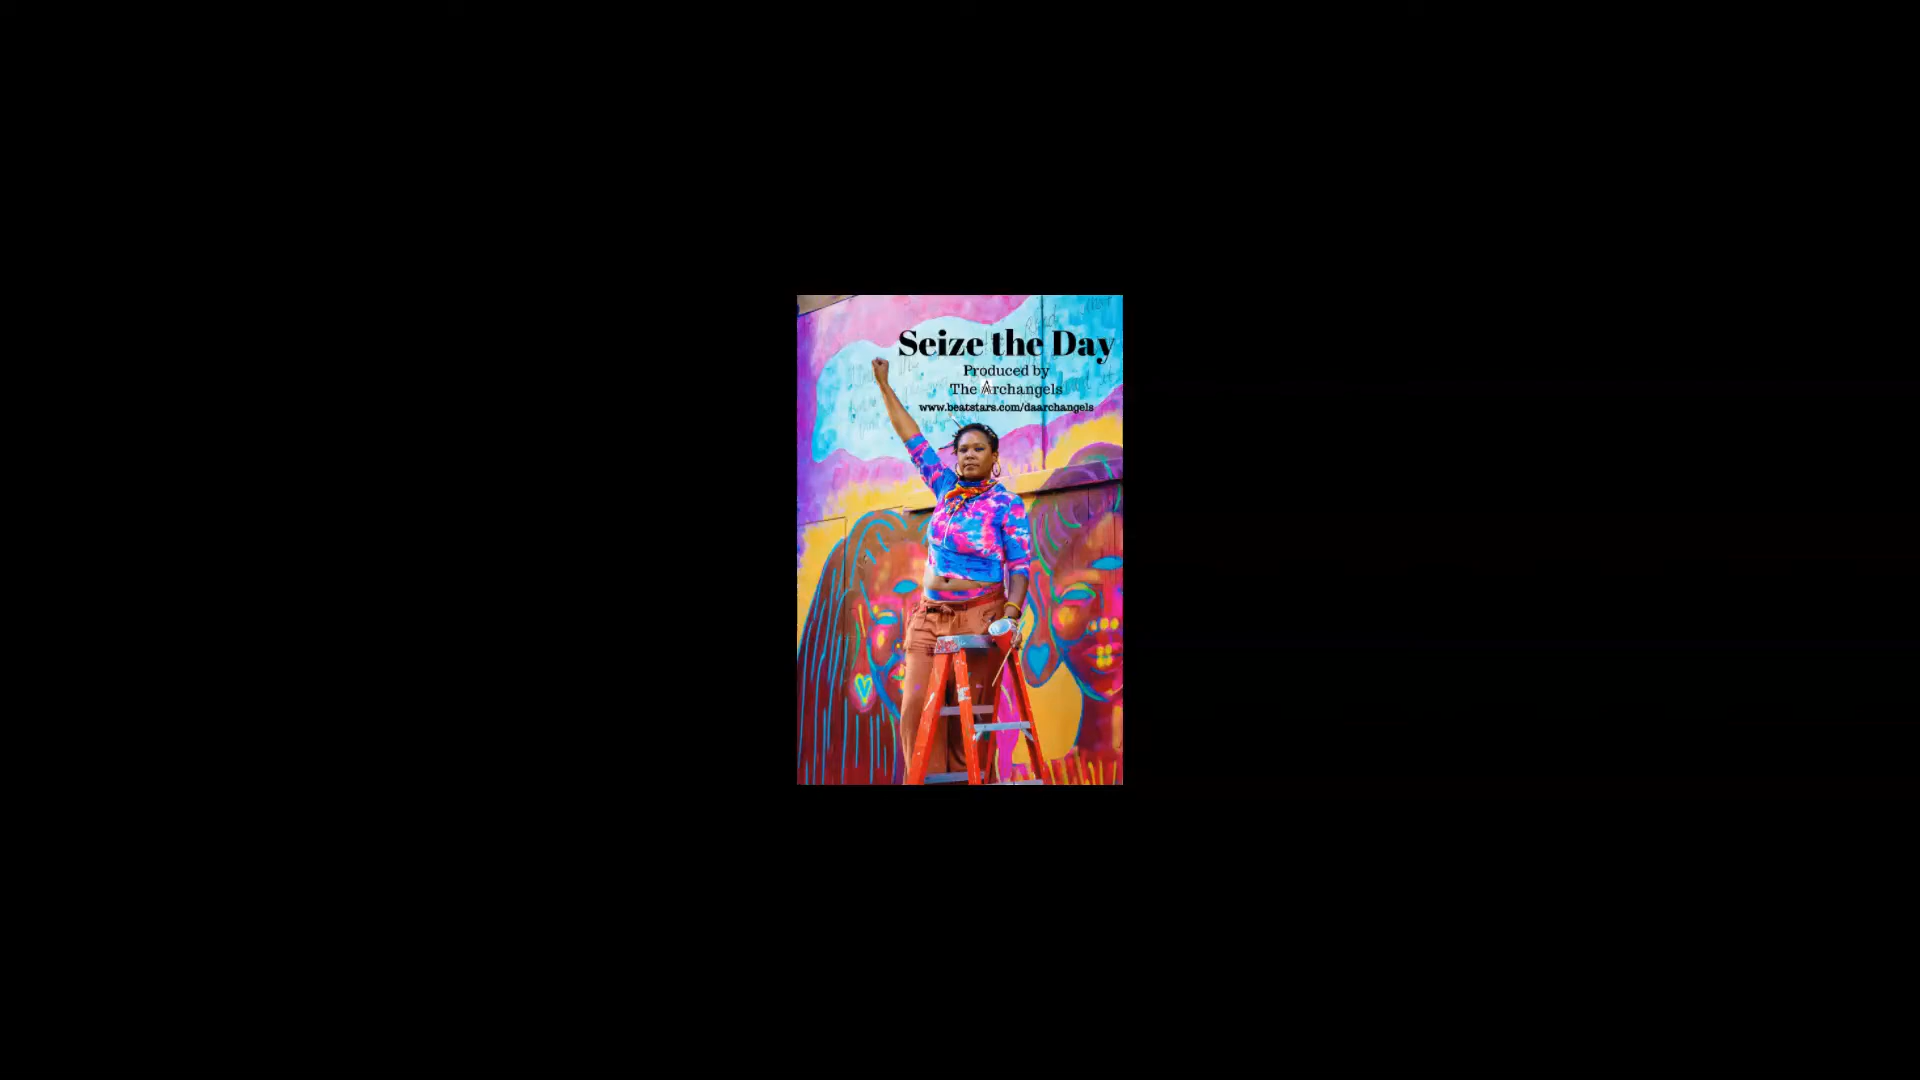 Seize the Day
Produced by
The Archangels
www.beatstars.com/daarchangels